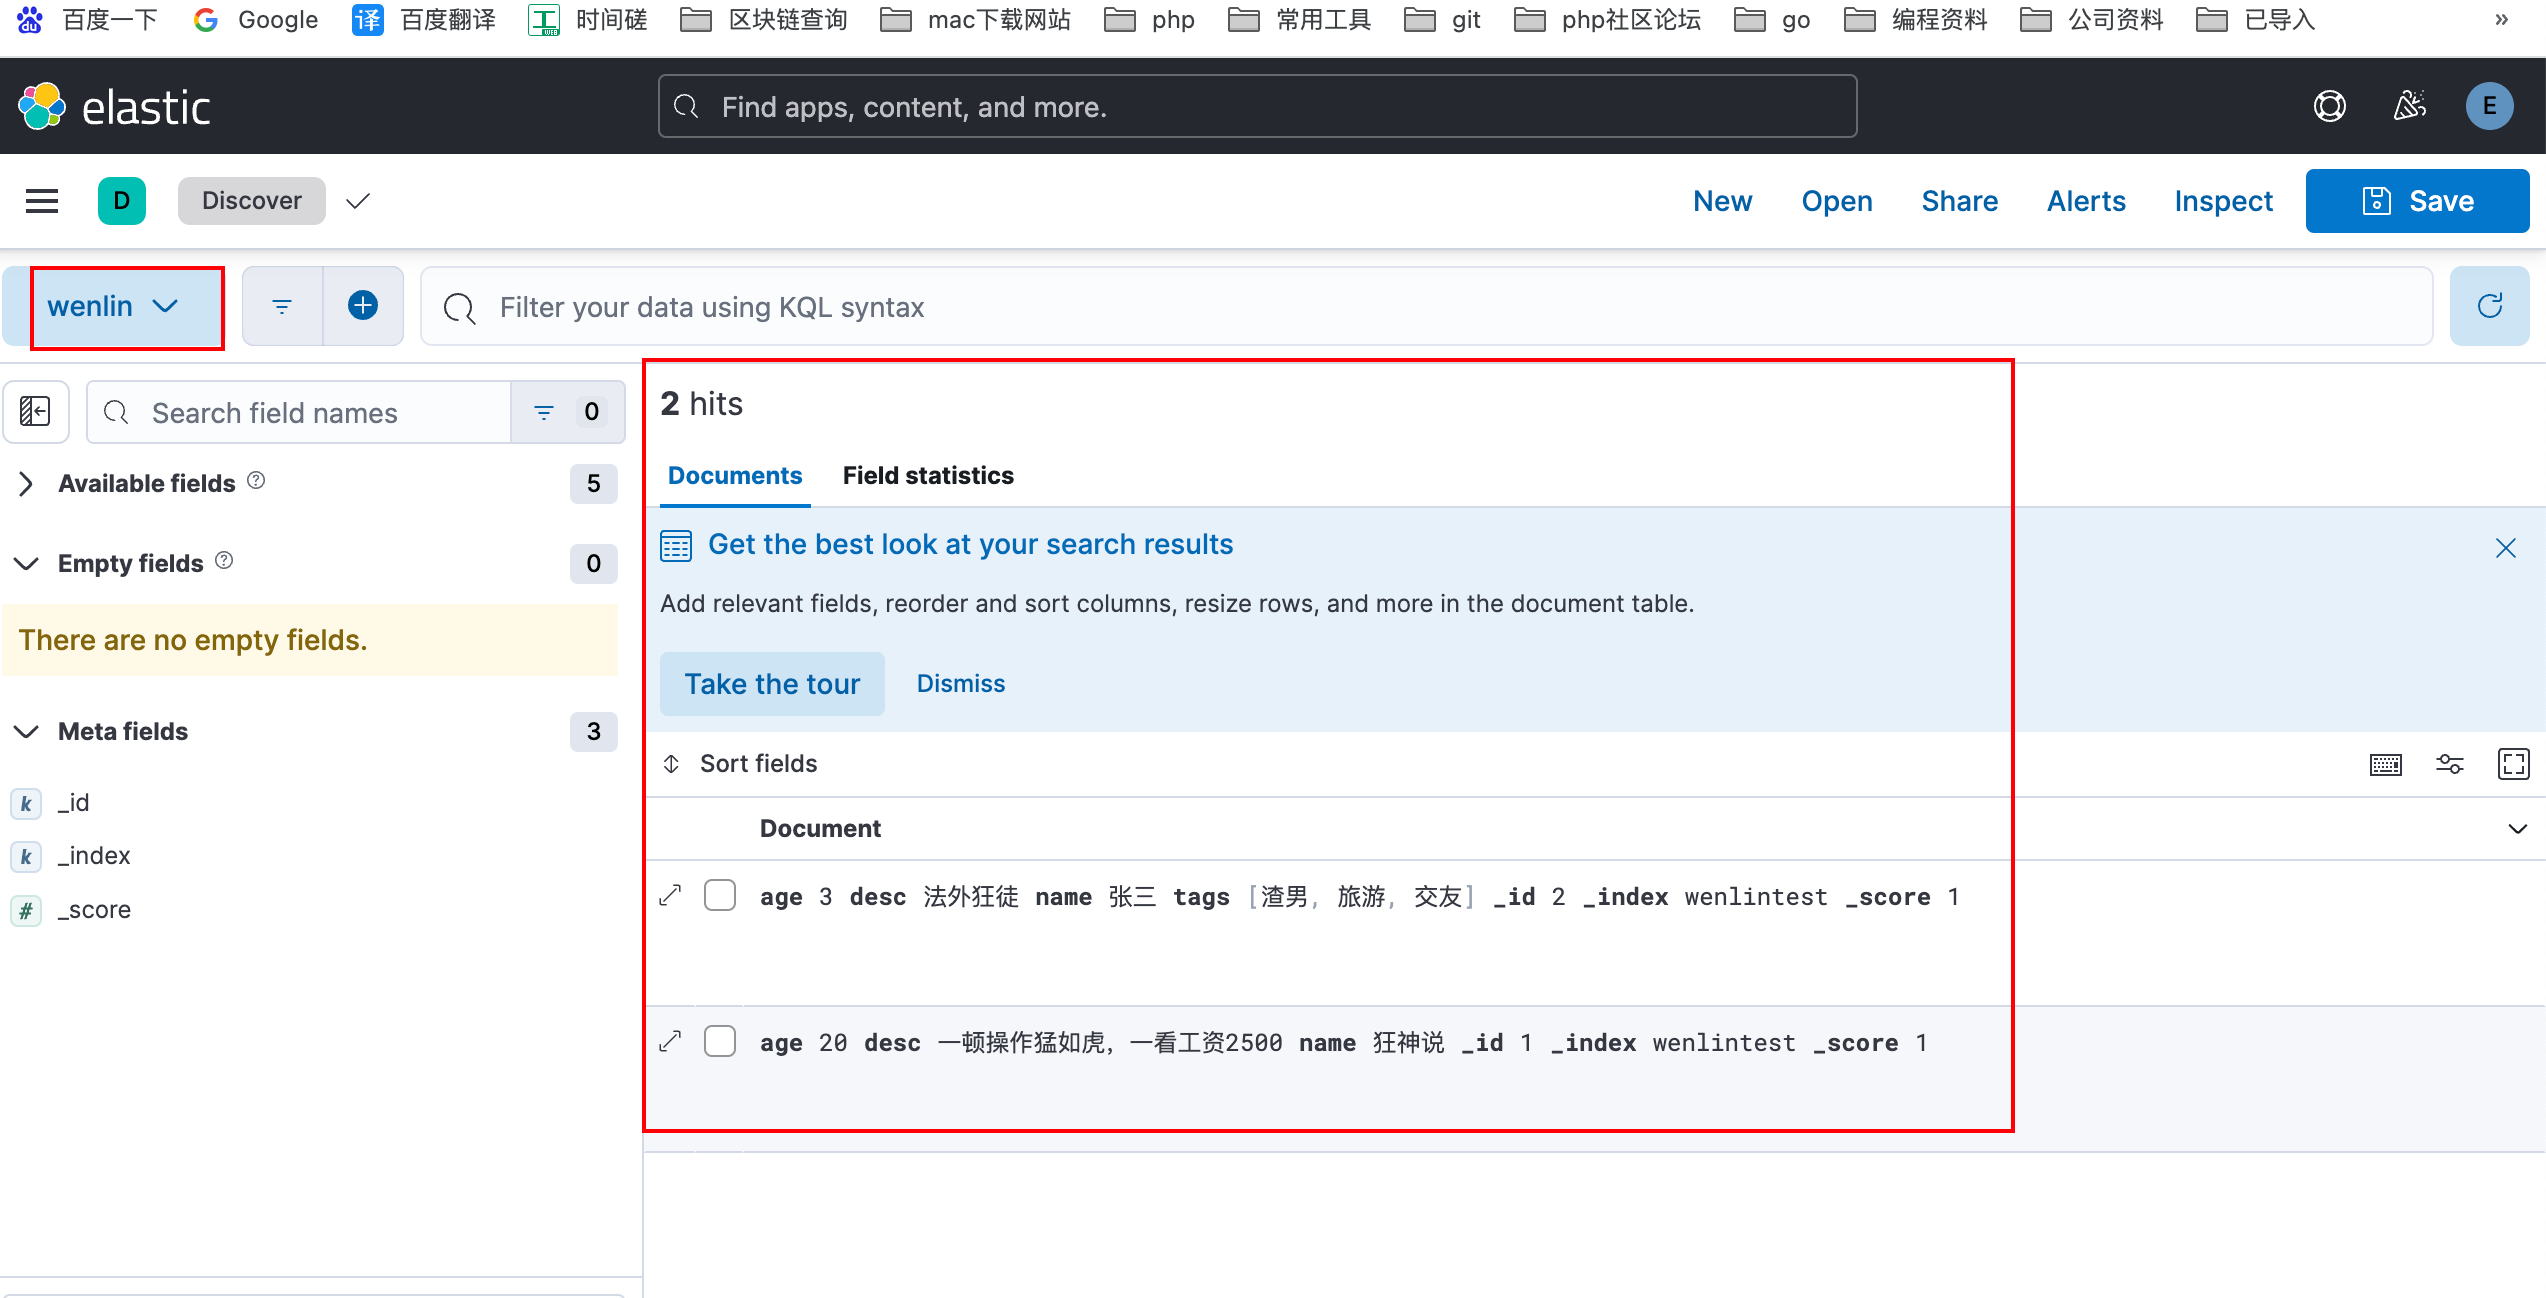 百度一下 Google 译 百度翻译 工 时间磋 区块链查询 mac下载网站 php 常用工具 git php社区论坛 go 编程资料 公司资料 已导入 »
elastic Find apps, content, and more. E
D Discover New Open Share Alerts Inspect Save
wenlin Filter your data using KQL syntax
Search field names 0
Available fields 5
Empty fields 0
There are no empty fields.
Meta fields 3
k _id
k _index
# _score
2 hits
Documents Field statistics
Get the best look at your search results
Add relevant fields, reorder and sort columns, resize rows, and more in the document table.
Take the tour Dismiss
Sort fields
Document
age 3 desc 法外狂徒 name 张三 tags [渣男, 旅游, 交友] _id 2 _index wenlintest _score 1
age 20 desc 一顿操作猛如虎，一看工资2500 name 狂神说 _id 1 _index wenlintest _score 1